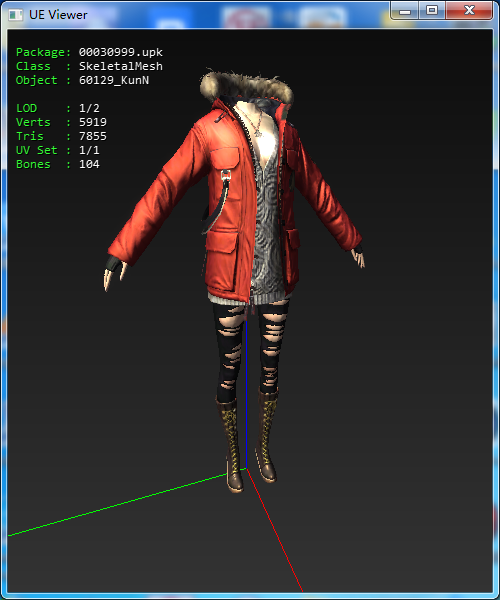 UE Viewer
Package: 00030999.upk
Class : SkeletalMesh
Object : 60129_KunN
LOD : 1/2
Verts : 5919
Tris : 7855
UV Set : 1/1
Bones : 104